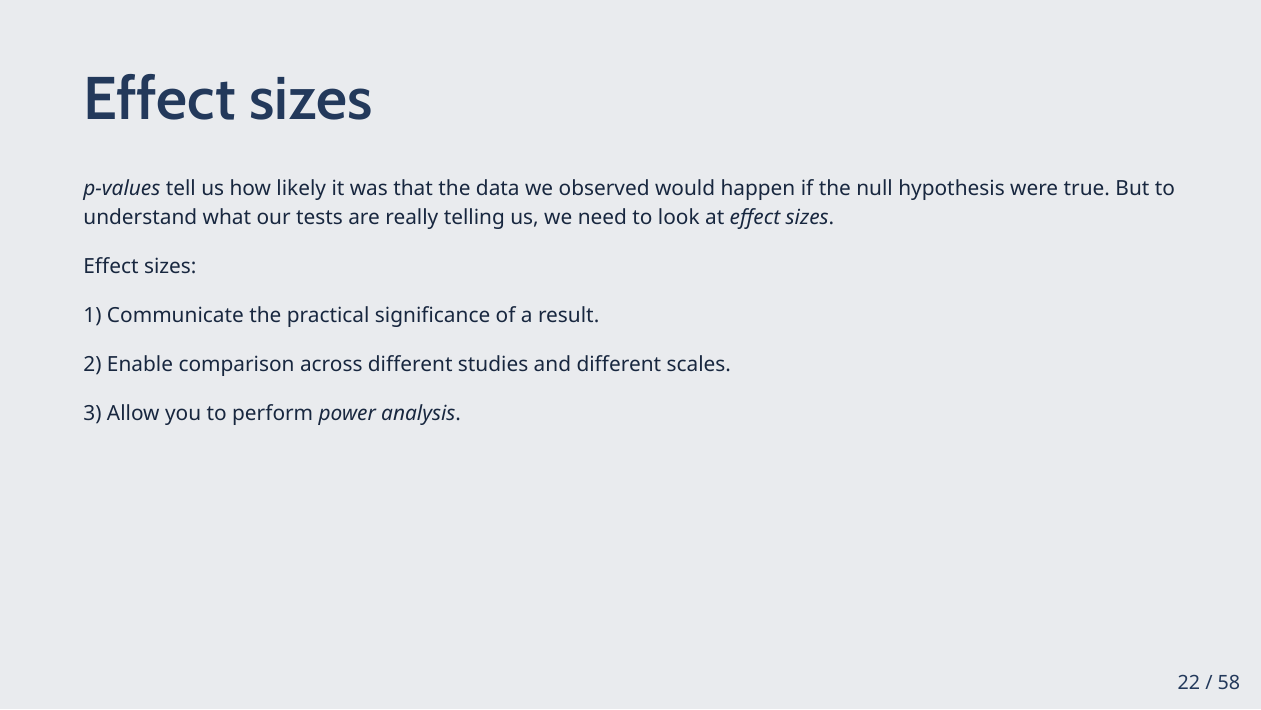 Effect sizes
p-values tell us how likely it was that the data we observed would happen if the null hypothesis were true. But to
understand what our tests are really telling us, we need to look at effect sizes.
Effect sizes:
1) Communicate the practical significance of a result.
2) Enable comparison across different studies and different scales.
3) Allow you to perform power analysis.
22 / 58